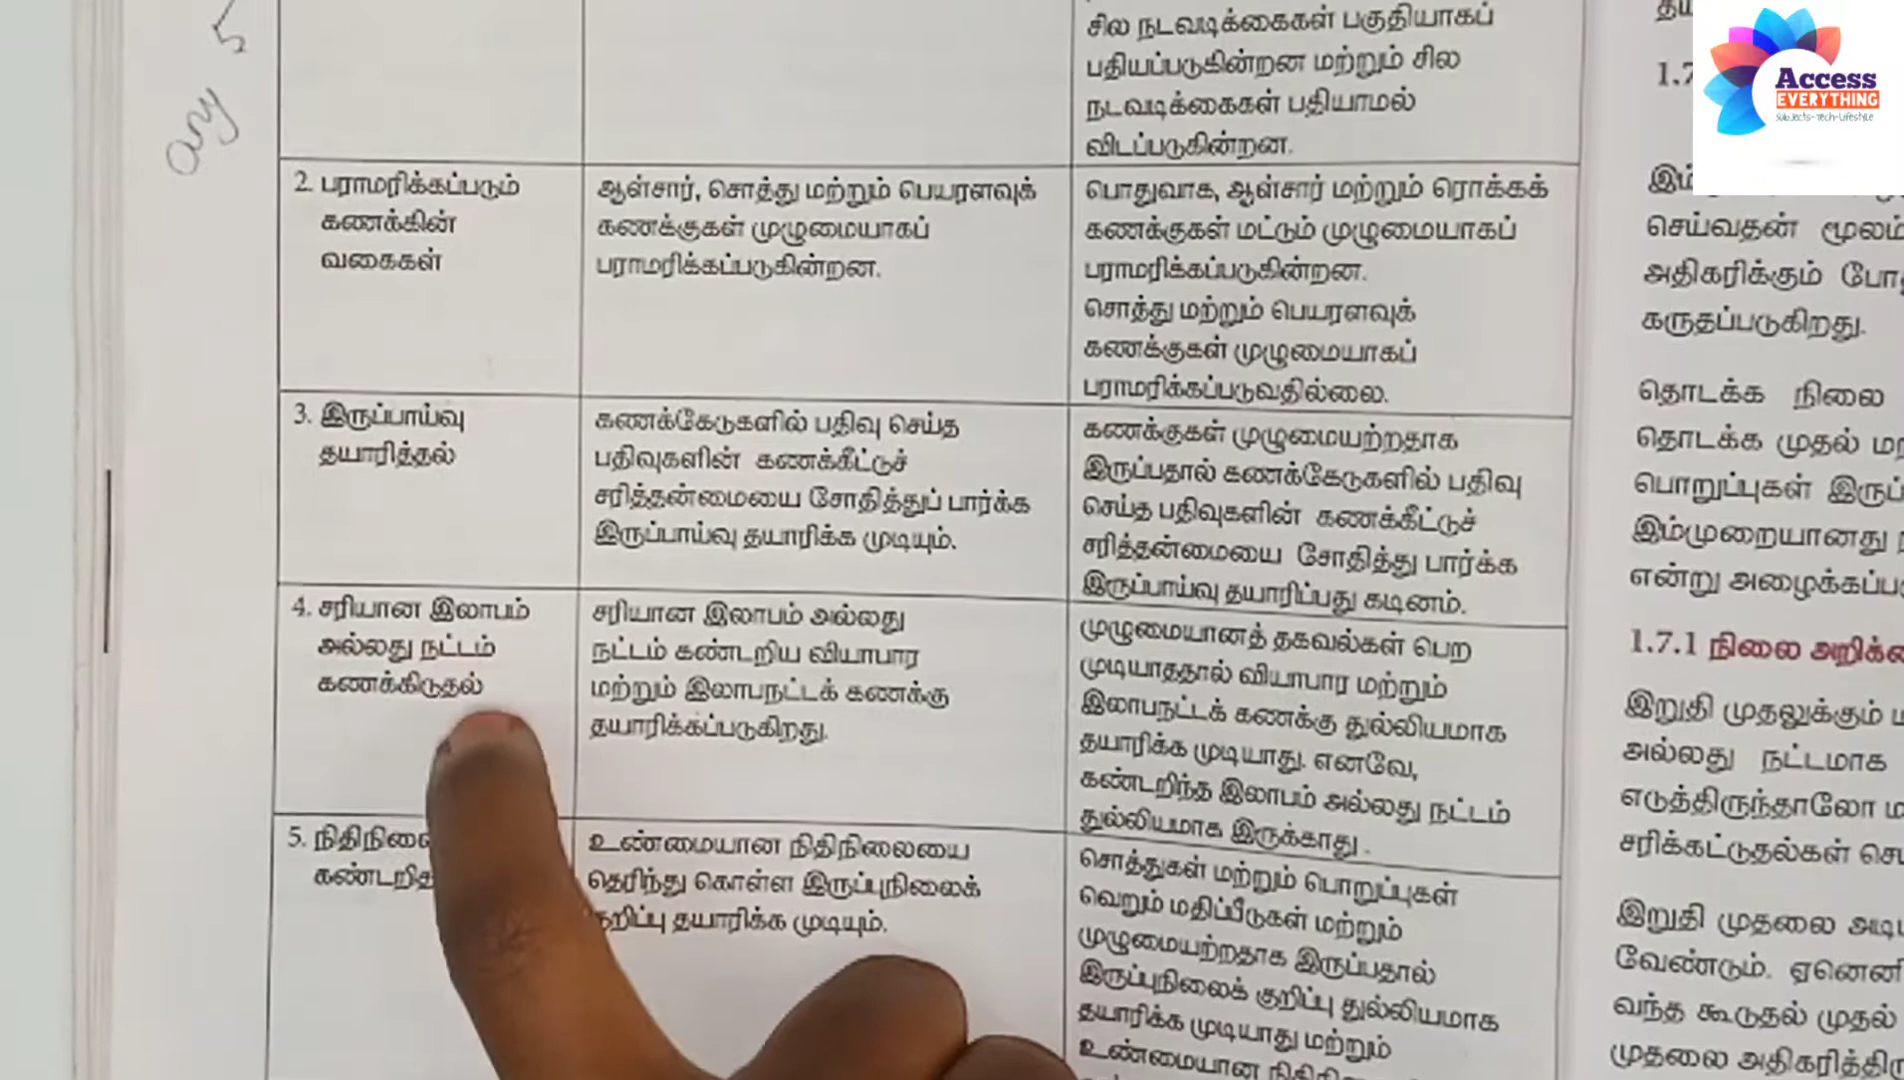 any 5
சில நடவடிக்கைகள் பகுதியாகப்
பதியப்படுகின்றன மற்றும் சில
நடவடிக்கைகள் பதியாமல்
விடப்படுகின்றன.
2. பராமரிக்கப்படும்
கணக்கின்
வகைகள்
ஆள்சார், சொத்து மற்றும் பெயரளவுக்
கணக்குகள் முழுமையாகப்
பராமரிக்கப்படுகின்றன.
பொதுவாக, ஆள்சார் மற்றும் ரொக்கக்
கணக்குகள் மட்டும் முழுமையாகப்
பராமரிக்கப்படுகின்றன.
சொத்து மற்றும் பெயரளவுக்
கணக்குகள் முழுமையாகப்
பராமரிக்கப்படுவதில்லை.
3. இருப்பாய்வு
தயாரித்தல்
கணக்கேடுகளில் பதிவு செய்த
பதிவுகளின் கணக்கீட்டுச்
சரித்தன்மையை சோதித்துப் பார்க்க
இருப்பாய்வு தயாரிக்க முடியும்.
கணக்குகள் முழுமையற்றதாக
இருப்பதால் கணக்கேடுகளில் பதிவு
செய்த பதிவுகளின் கணக்கீட்டுச்
சரித்தன்மையை சோதித்து பார்க்க
இருப்பாய்வு தயாரிப்பது கடினம்.
4. சரியான இலாபம்
அல்லது நட்டம்
கணக்கிடுதல்
சரியான இலாபம் அல்லது
நட்டம் கண்டறிய வியாபார
மற்றும் இலாபநட்டக் கணக்கு
தயாரிக்கப்படுகிறது.
முழுமையானத் தகவல்கள் பெற
முடியாததால் வியாபார மற்றும்
இலாபநட்டக் கணக்கு துல்லியமாக
தயாரிக்க முடியாது. எனவே,
கண்டறிந்த இலாபம் அல்லது நட்டம்
துல்லியமாக இருக்காது.
5.
உண்மையான நிதிநிலையை
தெரிந்து கொள்ள இருப்புநிலைக்
குறிப்பு தயாரிக்க முடியும்.
சொத்துகள் மற்றும் பொறுப்புகள்
வெறும் மதிப்பீடுகள் மற்றும்
முழுமையற்றதாக இருப்பதால்
இருப்புநிலைக் குறிப்பு துல்லியமாக
தயாரிக்க முடியாது மற்றும்
உண்மையான
செய்வதன் மூலம்
அதிகரிக்கும்
கருதப்படுகிறது.
தொடக்க நிலை
தொடக்க முதல்
பொறுப்புகள்
இம்முறையானது
என்று
1.7.1 நிலை
இறுதி முதலுக்கும்
அல்லது நட்டமாக
எடுத்திருந்தாலோ
சரிக்கட்டுதல்கள்
இறுதி முதலை
வேண்டும்.
வந்த கூடுதல் முதல்
முதலை
Access
EVERYTHING
Subjects-Tech-Lifestyle